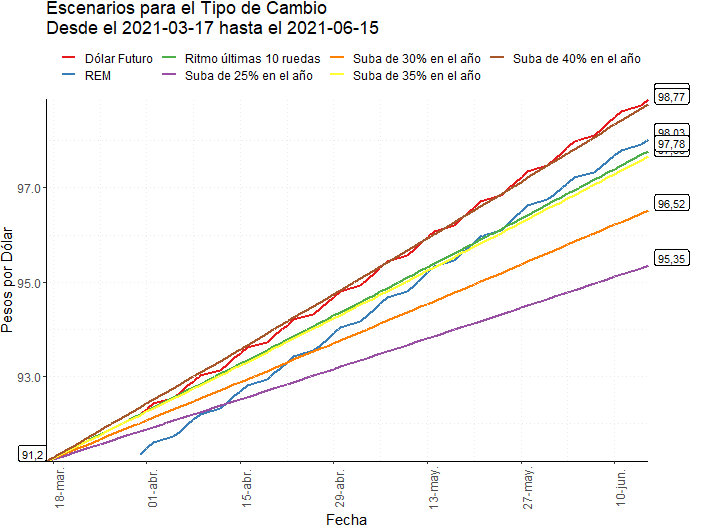 Escenarios para el Tipo de Cambio
Desde el 2021-03-17 hasta el 2021-06-15
Dólar Futuro
Ritmo últimas 10 ruedas
Suba de 30% en el año
Suba de 40% en el año
REM
Suba de 25% en el año
Suba de 35% en el año
98,77
98,03
97,78
97.0
96,52
95,35
95.0
93.0
91,2
Pesos por Dólar
18-mar.
01-abr.
15-abr.
29-abr.
13-may.
27-may.
10-jun.
Fecha